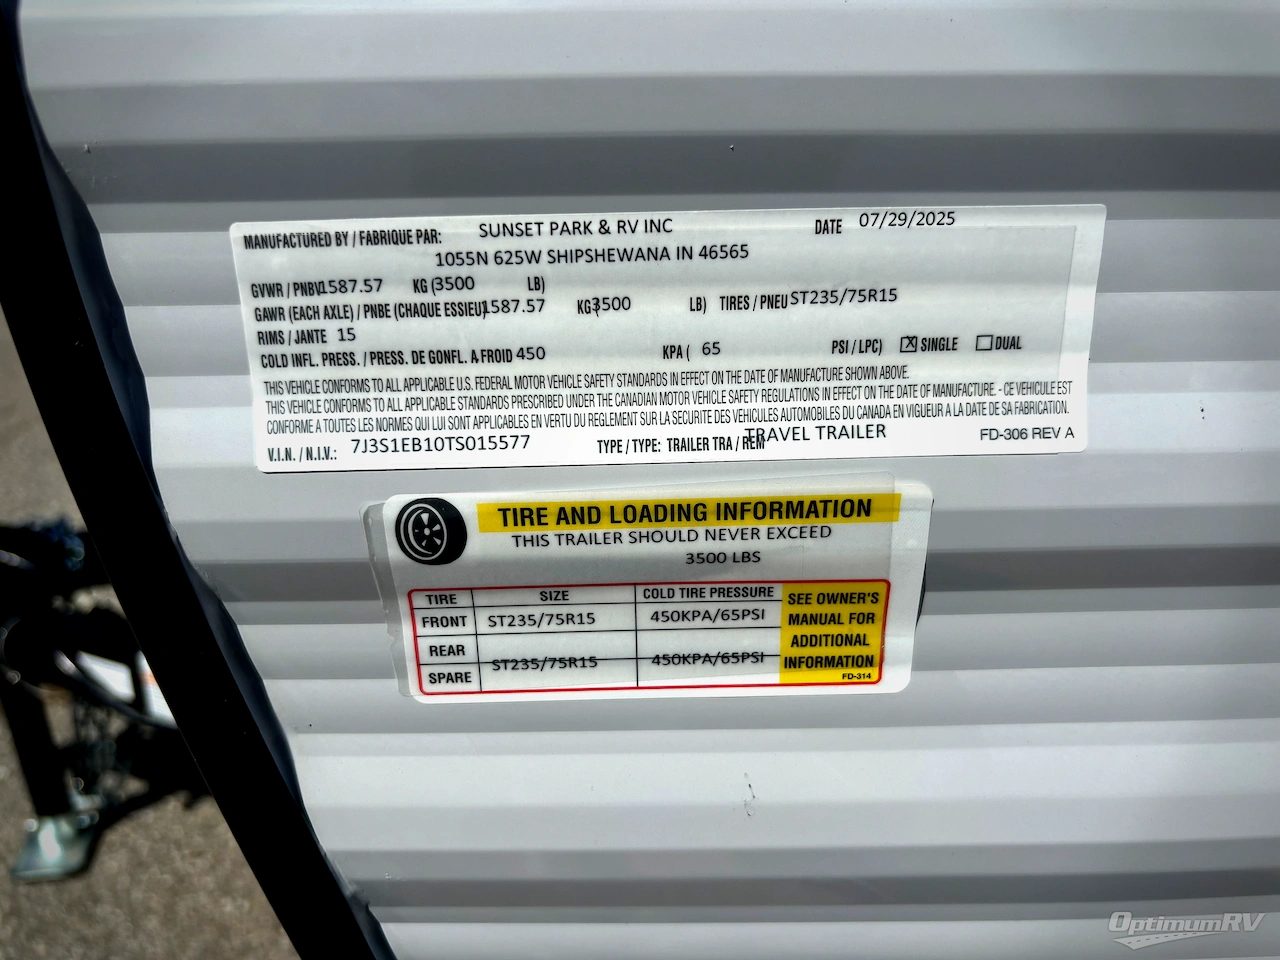 MANUFACTURED BY / FABRIQUE PAR: SUNSET PARK & RV INC DATE 07/29/2025
1055N 625W SHIPSHEWANA IN 46565
GVWR / PNBV 1587.57 KG (3500 LB)
GAWR (EACH AXLE) / PNBE (CHAQUE ESSIEU) 1587.57 KG 3500 LB) TIRES / PNEU ST235/75R15
RIMS / JANTE 15
COLD INFL. PRESS. / PRESS. DE GONFL. A FROID 450 KPA ( 65 PSI / LPC) X SINGLE DUAL
THIS VEHICLE CONFORMS TO ALL APPLICABLE U.S. FEDERAL MOTOR VEHICLE SAFETY STANDARDS IN EFFECT ON THE DATE OF MANUFACTURE SHOWN ABOVE.
THIS VEHICLE CONFORMS TO ALL APPLICABLE STANDARDS PRESCRIBED UNDER THE CANADIAN MOTOR VEHICLE SAFETY REGULATIONS IN EFFECT ON THE DATE OF MANUFACTURE. - CE VEHICULE EST
CONFORME A TOUTES LES NORMES QUI LUI SONT APPLICABLES EN VERTU DU REGLEMENT SUR LA SECURITE DES VEHICULES AUTOMOBILES DU CANADA EN VIGUEUR A LA DATE DE SA FABRICATION.
V.I.N. / N.I.V.: 7J3S1EB10TS015577 TYPE / TYPE: TRAILER TRA / REM TRAVEL TRAILER FD-306 REV A
TIRE AND LOADING INFORMATION
THIS TRAILER SHOULD NEVER EXCEED
3500 LBS
TIRE SIZE COLD TIRE PRESSURE
FRONT ST235/75R15 450KPA/65PSI
REAR
ST235/75R15 450KPA/65PSI
SPARE
SEE OWNER'S
MANUAL FOR
ADDITIONAL
INFORMATION
FD-314
OptimumRV